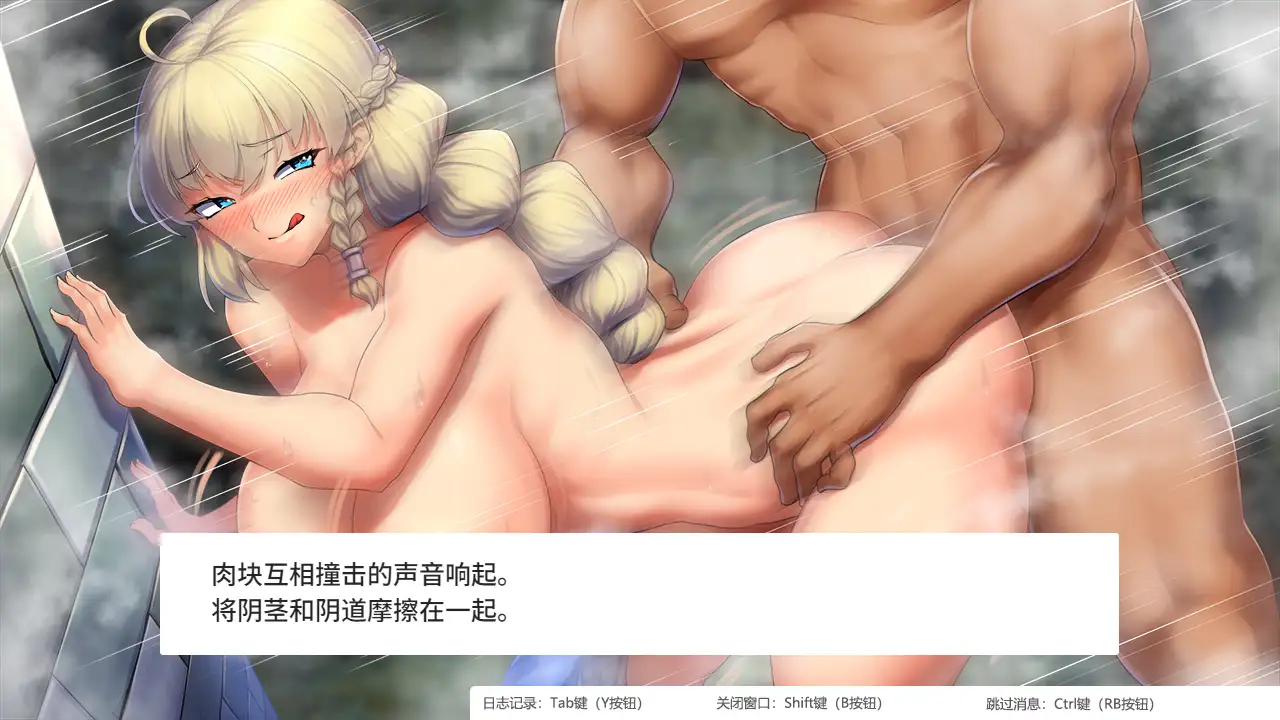 肉块互相撞击的声音响起。
将阴茎和阴道摩擦在一起。
日志记录：Tab键（Y按钮） 关闭窗口：Shift键（B按钮） 跳过消息：Ctrl键（RB按钮）